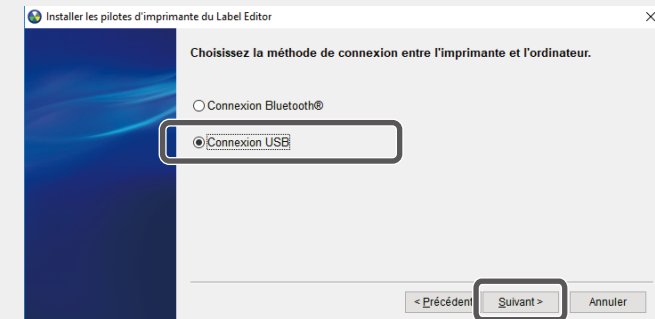 Installer les pilotes d'imprimante du Label Editor
Choisissez la méthode de connexion entre l'imprimante et l'ordinateur.
Connexion Bluetooth®
Connexion USB
< Précédent Suivant > Annuler